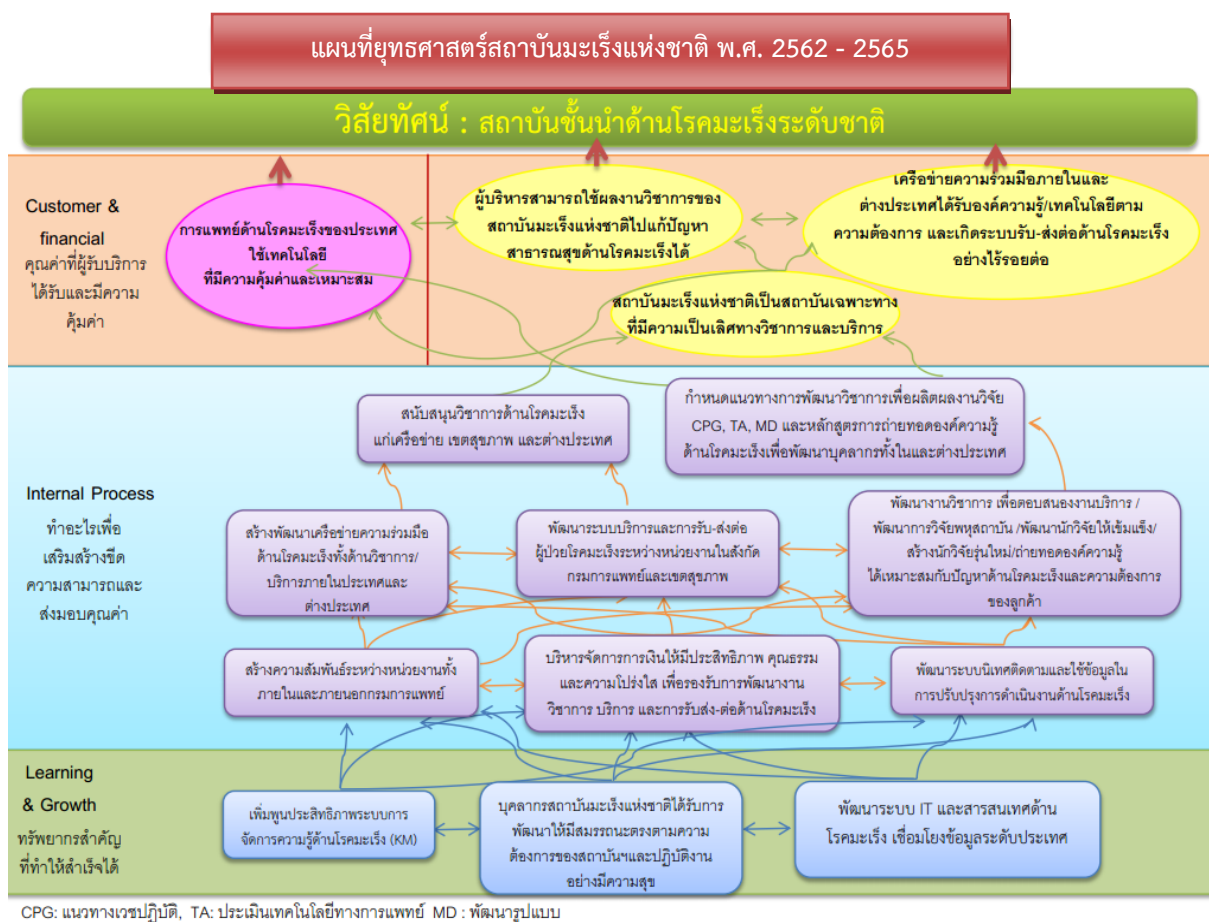 แผนที่ยุทธศาสตร์สถาบันมะเร็งแห่งชาติ พ.ศ. 2562 - 2565
วิสัยทัศน์ : สถาบันชั้นนำด้านโรคมะเร็งระดับชาติ
Customer &
financial
คุณค่าที่ผู้รับบริการ
ได้รับและมีความ
คุ้มค่า
การแพทย์ด้านโรคมะเร็งของประเทศ
ใช้เทคโนโลยี
ที่มีความคุ้มค่าและเหมาะสม
ผู้บริหารสามารถใช้ผลงานวิชาการของ
สถาบันมะเร็งแห่งชาติไปแก้ปัญหา
สาธารณสุขด้านโรคมะเร็งได้
เครือข่ายความร่วมมือภายในและ
ต่างประเทศได้รับองค์ความรู้/เทคโนโลยีตาม
ความต้องการ และเกิดระบบรับ-ส่งต่อด้านโรคมะเร็ง
อย่างไร้รอยต่อ
สถาบันมะเร็งแห่งชาติเป็นสถาบันเฉพาะทาง
ที่มีความเป็นเลิศทางวิชาการและบริการ
Internal Process
ทำอะไรเพื่อ
เสริมสร้างขีด
ความสามารถและ
ส่งมอบคุณค่า
สนับสนุนวิชาการด้านโรคมะเร็ง
แก่เครือข่าย เขตสุขภาพ และต่างประเทศ
กำหนดแนวทางการพัฒนาวิชาการเพื่อผลิตผลงานวิจัย
CPG, TA, MD และหลักสูตรการถ่ายทอดองค์ความรู้
ด้านโรคมะเร็งเพื่อพัฒนาบุคลากรทั้งในและต่างประเทศ
สร้างพัฒนาเครือข่ายความร่วมมือ
ด้านโรคมะเร็งทั้งด้านวิชาการ/
บริการภายในประเทศและ
ต่างประเทศ
พัฒนาระบบบริการและการรับ-ส่งต่อ
ผู้ป่วยโรคมะเร็งระหว่างหน่วยงานในสังกัด
กรมการแพทย์และเขตสุขภาพ
พัฒนางานวิชาการ เพื่อตอบสนองงานบริการ /
พัฒนาการวิจัยพหุสถาบัน /พัฒนานักวิจัยให้เข้มแข็ง/
สร้างนักวิจัยรุ่นใหม่/ถ่ายทอดองค์ความรู้
ได้เหมาะสมกับปัญหาด้านโรคมะเร็งและความต้องการ
ของลูกค้า
สร้างความสัมพันธ์ระหว่างหน่วยงานทั้ง
ภายในและภายนอกกรมการแพทย์
บริหารจัดการการเงินให้มีประสิทธิภาพ คุณธรรม
และความโปร่งใส เพื่อรองรับการพัฒนางาน
วิชาการ บริการ และการรับส่ง-ต่อด้านโรคมะเร็ง
พัฒนาระบบนิเทศติดตามและใช้ข้อมูลใน
การปรับปรุงการดำเนินงานด้านโรคมะเร็ง
Learning
& Growth
ทรัพยากรสำคัญ
ที่ทำให้สำเร็จได้
เพิ่มพูนประสิทธิภาพระบบการ
จัดการความรู้ด้านโรคมะเร็ง (KM)
บุคลากรสถาบันมะเร็งแห่งชาติได้รับการ
พัฒนาให้มีสมรรถนะตรงตามความ
ต้องการของสถาบันฯและปฏิบัติงาน
อย่างมีความสุข
พัฒนาระบบ IT และสารสนเทศด้าน
โรคมะเร็ง เชื่อมโยงข้อมูลระดับประเทศ
CPG: แนวทางเวชปฏิบัติ, TA: ประเมินเทคโนโลยีทางการแพทย์ MD : พัฒนารูปแบบ